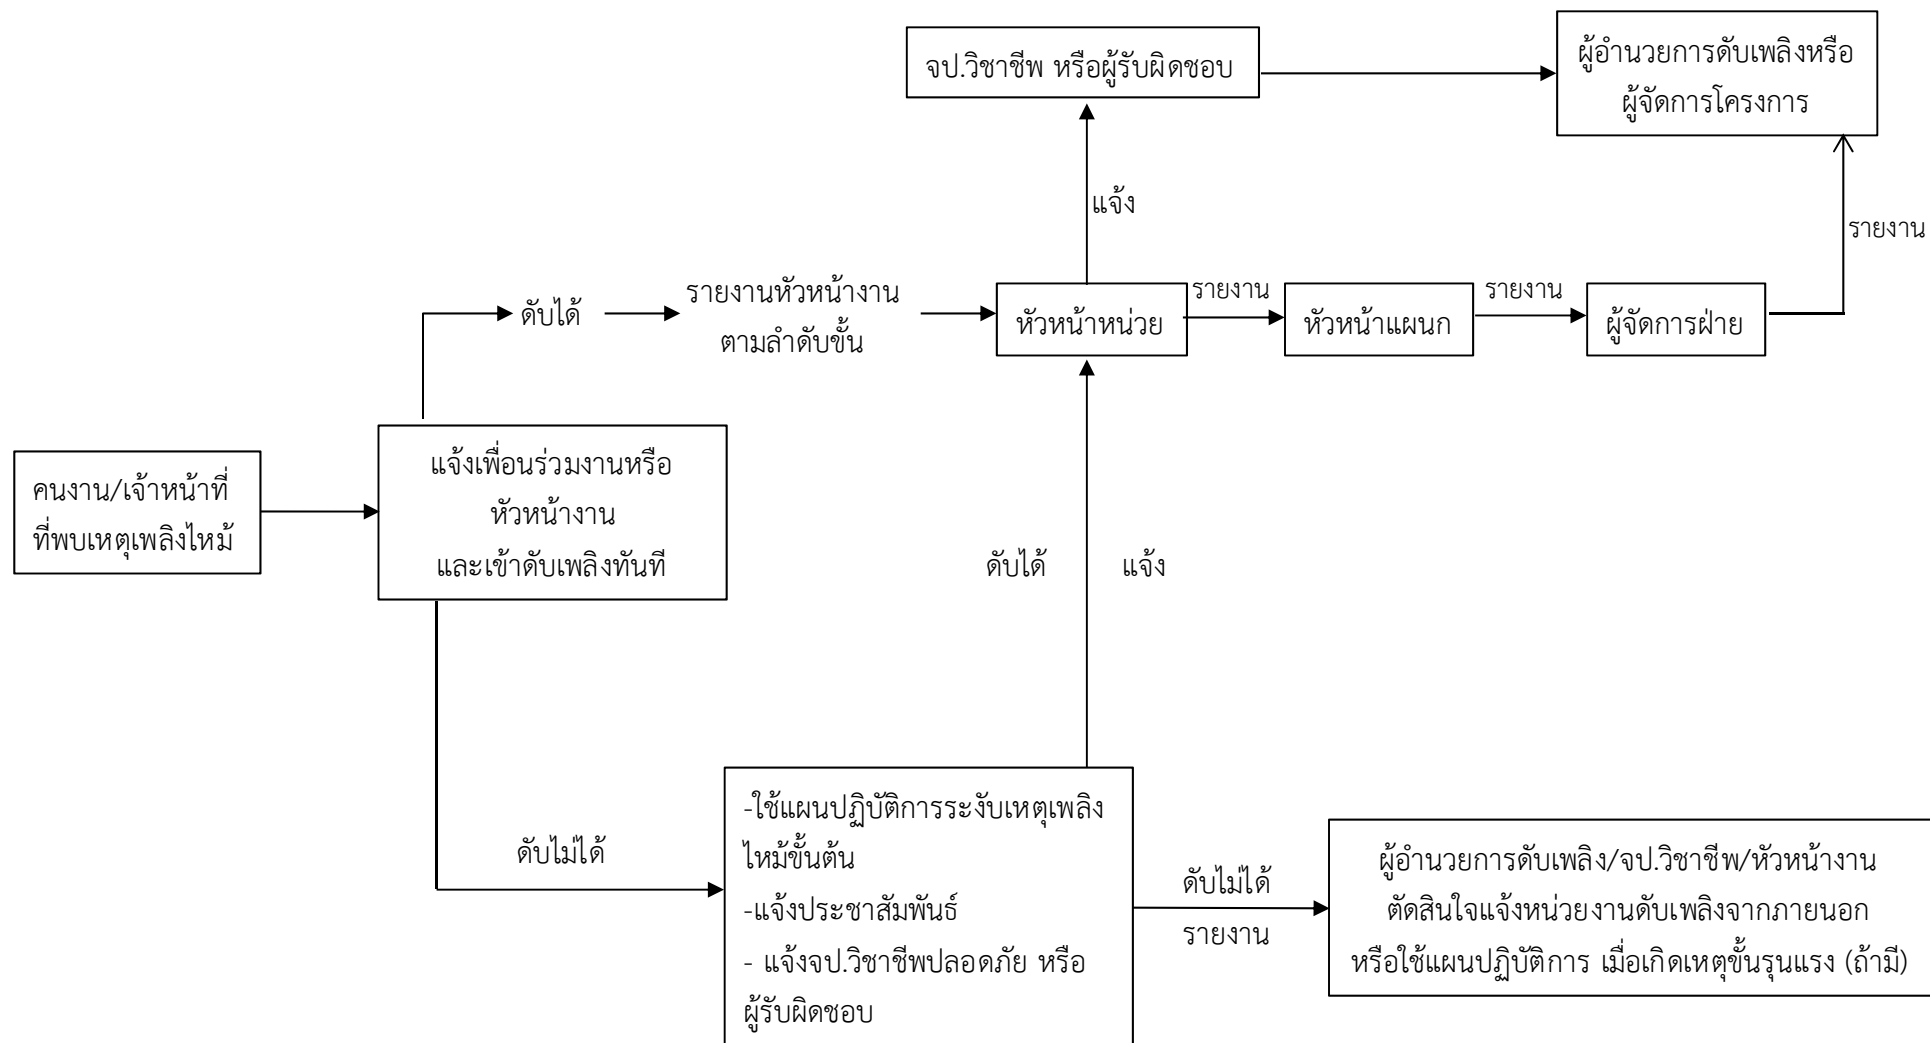 จป.วิชาชีพ หรือผู้รับผิดชอบ
ผู้อำนวยการดับเพลิงหรือ
ผู้จัดการโครงการ
แจ้ง
รายงาน
ดับได้
รายงานหัวหน้างาน
ตามลำดับขั้น
หัวหน้าหน่วย
รายงาน
หัวหน้าแผนก
รายงาน
ผู้จัดการฝ่าย
คนงาน/เจ้าหน้าที่
ที่พบเหตุเพลิงไหม้
แจ้งเพื่อนร่วมงานหรือ
หัวหน้างาน
และเข้าดับเพลิงทันที
ดับได้
แจ้ง
ดับไม่ได้
-ใช้แผนปฏิบัติการระงับเหตุเพลิง
ไหม้ขั้นต้น
-แจ้งประชาสัมพันธ์
- แจ้งจป.วิชาชีพปลอดภัย หรือ
ผู้รับผิดชอบ
ดับไม่ได้
รายงาน
ผู้อำนวยการดับเพลิง/จป.วิชาชีพ/หัวหน้างาน
ตัดสินใจแจ้งหน่วยงานดับเพลิงจากภายนอก
หรือใช้แผนปฏิบัติการ เมื่อเกิดเหตุขั้นรุนแรง (ถ้ามี)